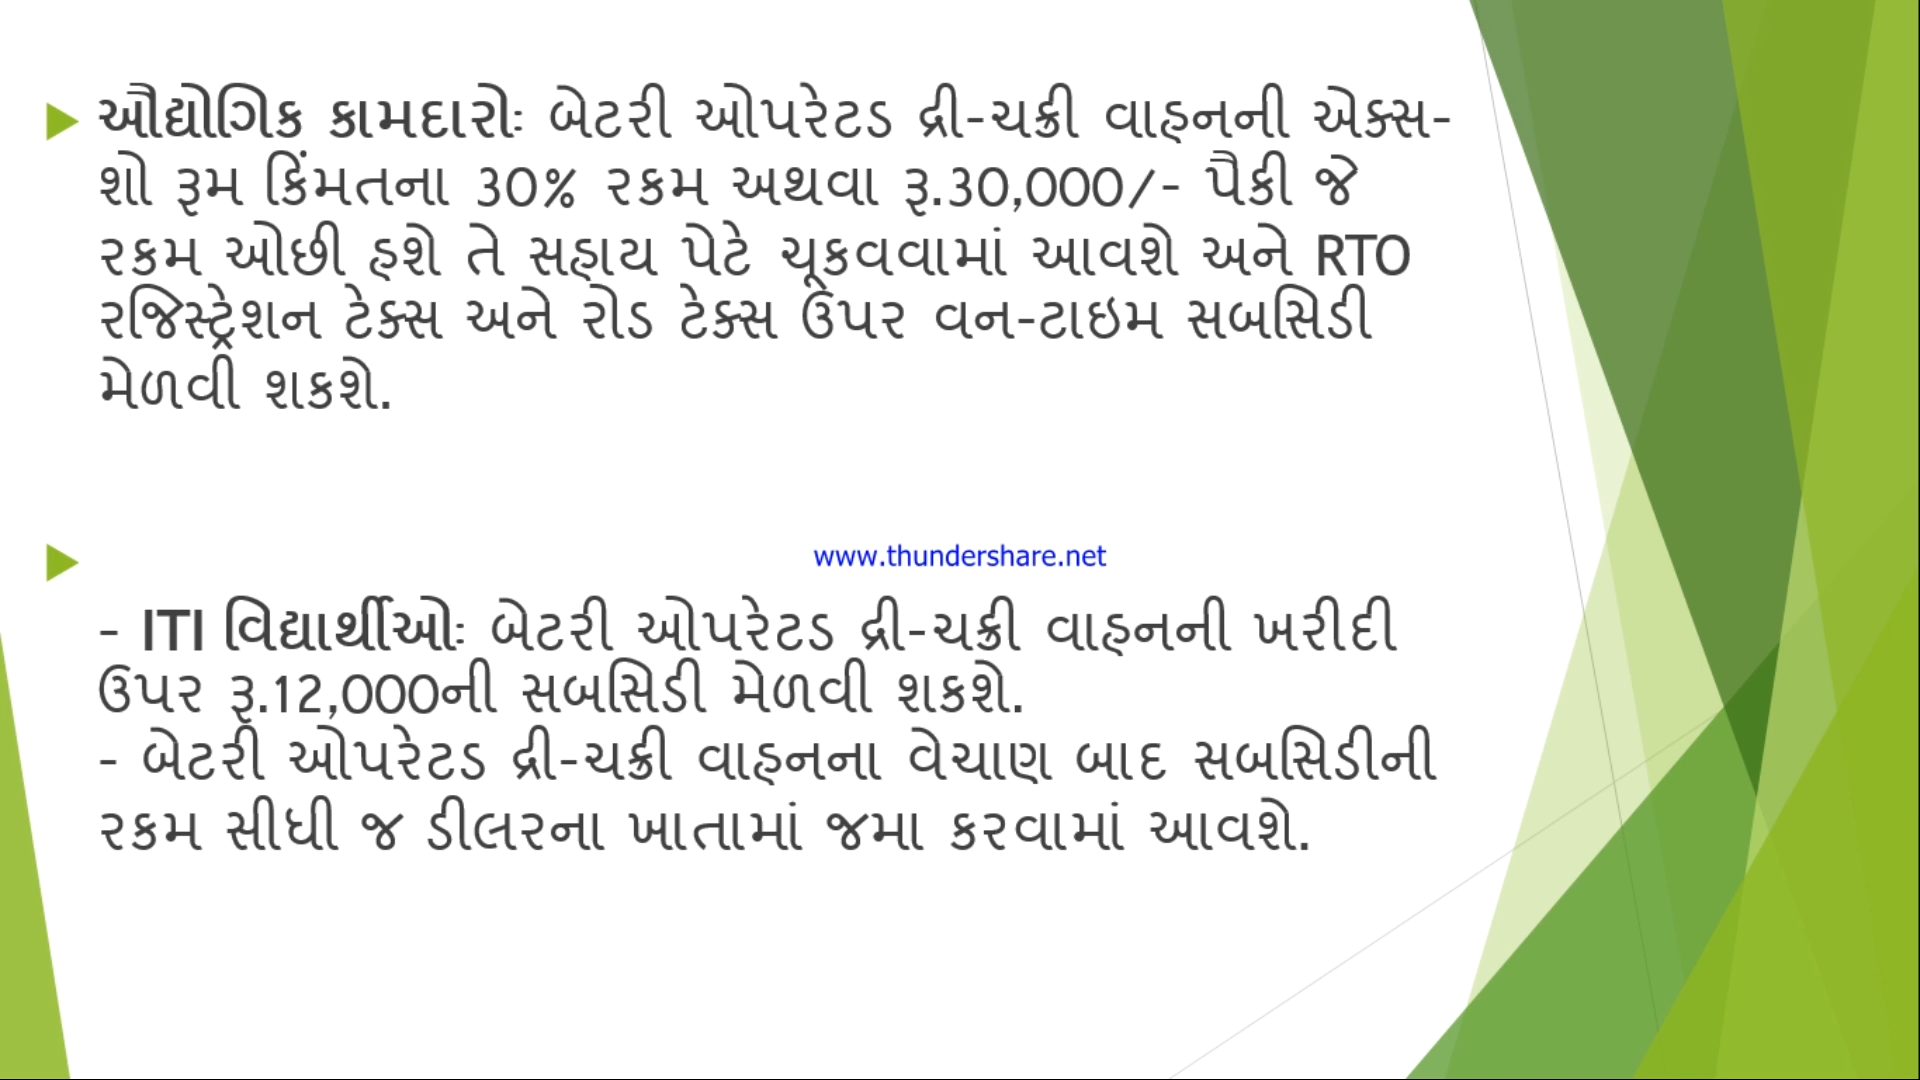 ઔદ્યોગિક કામદારોઃ બેટરી ઓપરેટડ દ્રી-ચક્રી વાહનની એક્સ-
શો રૂમ કિંમતના 30% રકમ અથવા રૂ.30,000/- પૈકી જે
રકમ ઓછી હશે તે સહાય પેટે ચૂકવવામાં આવશે અને RTO
રજિસ્ટ્રેશન ટેક્સ અને રોડ ટેક્સ ઉપર વન-ટાઇમ સબસિડી
મેળવી શકશે.
www.thundershare.net
- ITI વિદ્યાર્થીઓઃ બેટરી ઓપરેટડ દ્રી-ચક્રી વાહનની ખરીદી
ઉપર રૂ.12,000ની સબસિડી મેળવી શકશે.
- બેટરી ઓપરેટડ દ્રી-ચક્રી વાહનના વેચાણ બાદ સબસિડીની
રકમ સીધી જ ડીલરના ખાતામાં જમા કરવામાં આવશે.